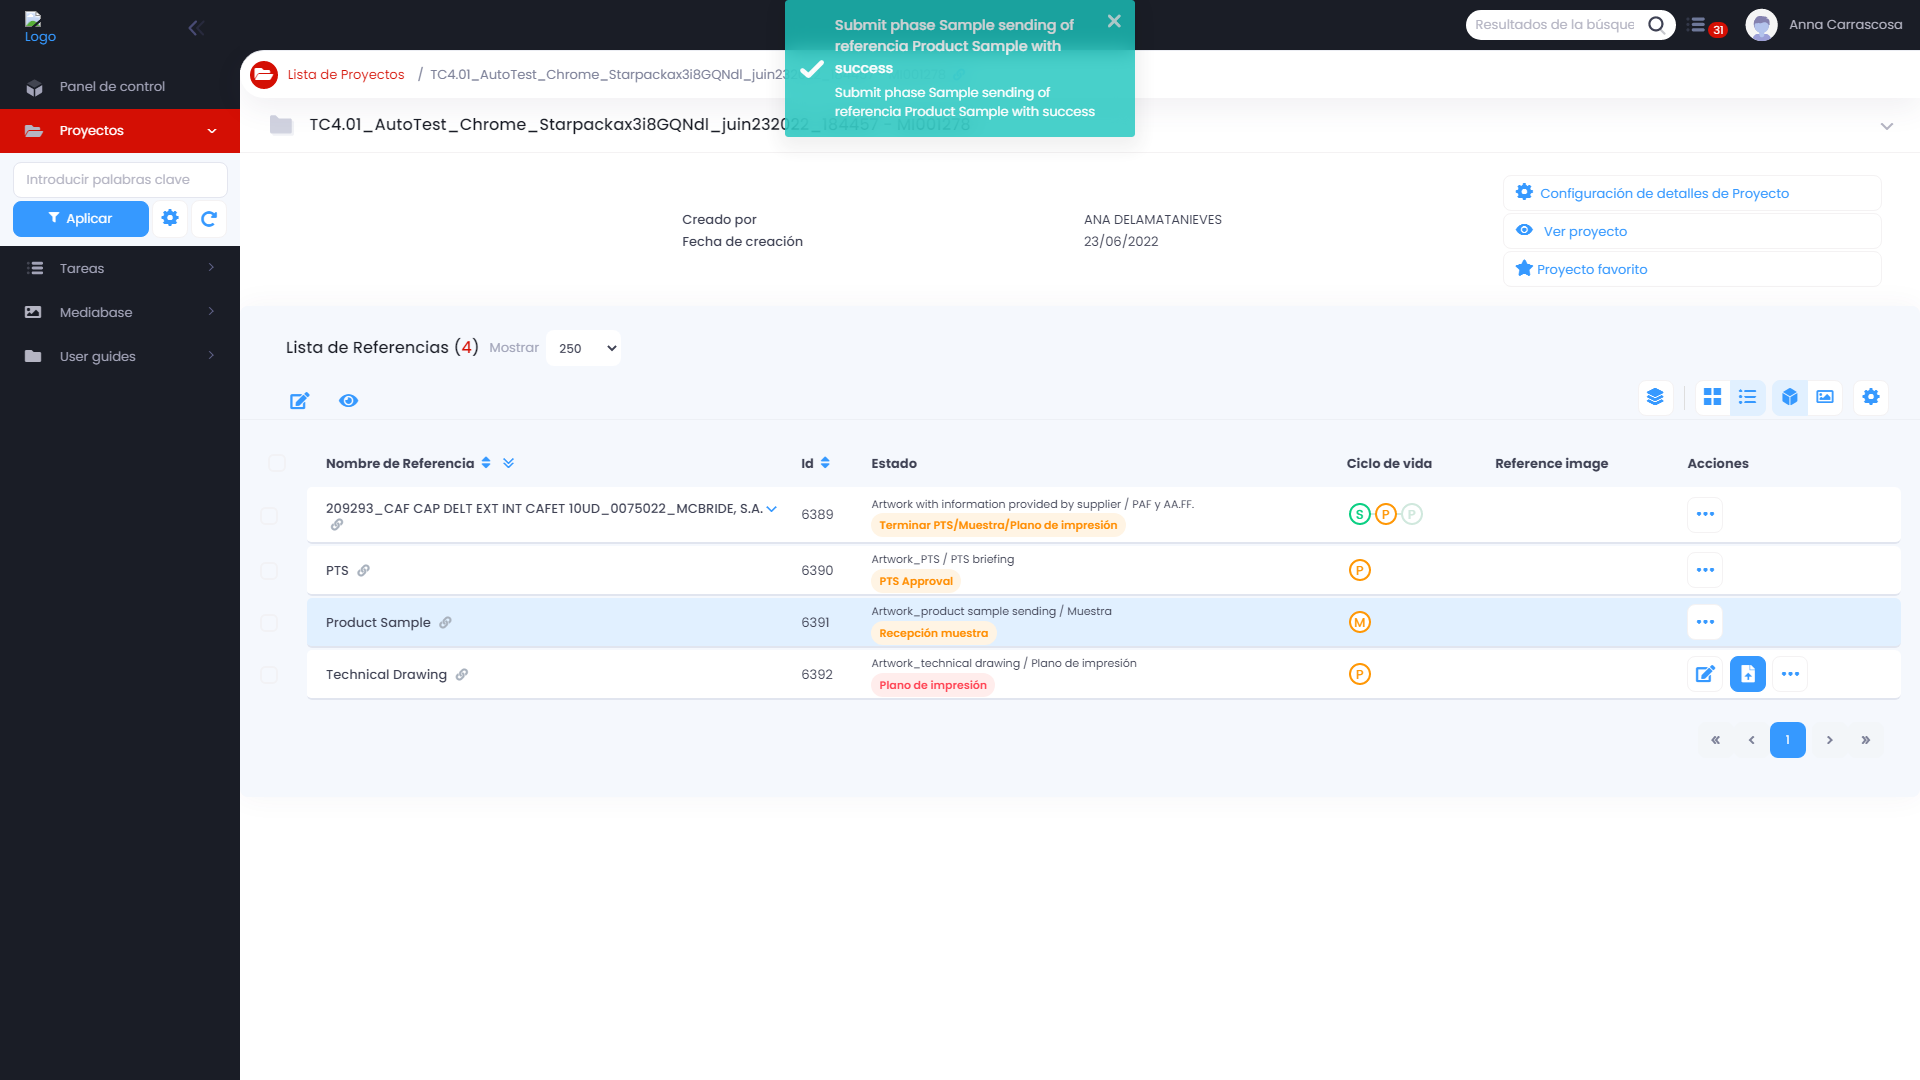 Logo
Submit phase Sample sending of
referencia Product Sample with
success
Submit phase Sample sending of
referencia Product Sample with success
Resultados de la búsque
31
Anna Carrascosa
Panel de control
Proyectos
Introducir palabras clave
Aplicar
Tareas
Mediabase
User guides
Lista de Proyectos / TC4.01_AutoTest_Chrome_Starpackax3i8GQNdl_juin232
TC4.01_AutoTest_Chrome_Starpackax3i8GQNdl_juin232022_184457 - MI001278
Creado por ANA DELAMATANIEVES
Fecha de creación 23/06/2022
Configuración de detalles de Proyecto
Ver proyecto
Proyecto favorito
Lista de Referencias (4) Mostrar 250
Nombre de Referencia Id Estado Ciclo de vida Reference image Acciones
209293_CAF CAP DELT EXT INT CAFET 10UD_0075022_MCBRIDE, S.A. 6389 Artwork with information provided by supplier / PAF y AA.FF.
Terminar PTS/Muestra/Plano de impresión
S P P
PTS 6390 Artwork_PTS / PTS briefing
PTS Approval
P
Product Sample 6391 Artwork_product sample sending / Muestra
Recepción muestra
M
Technical Drawing 6392 Artwork_technical drawing / Plano de impresión
Plano de impresión
P
« ‹ 1 › »